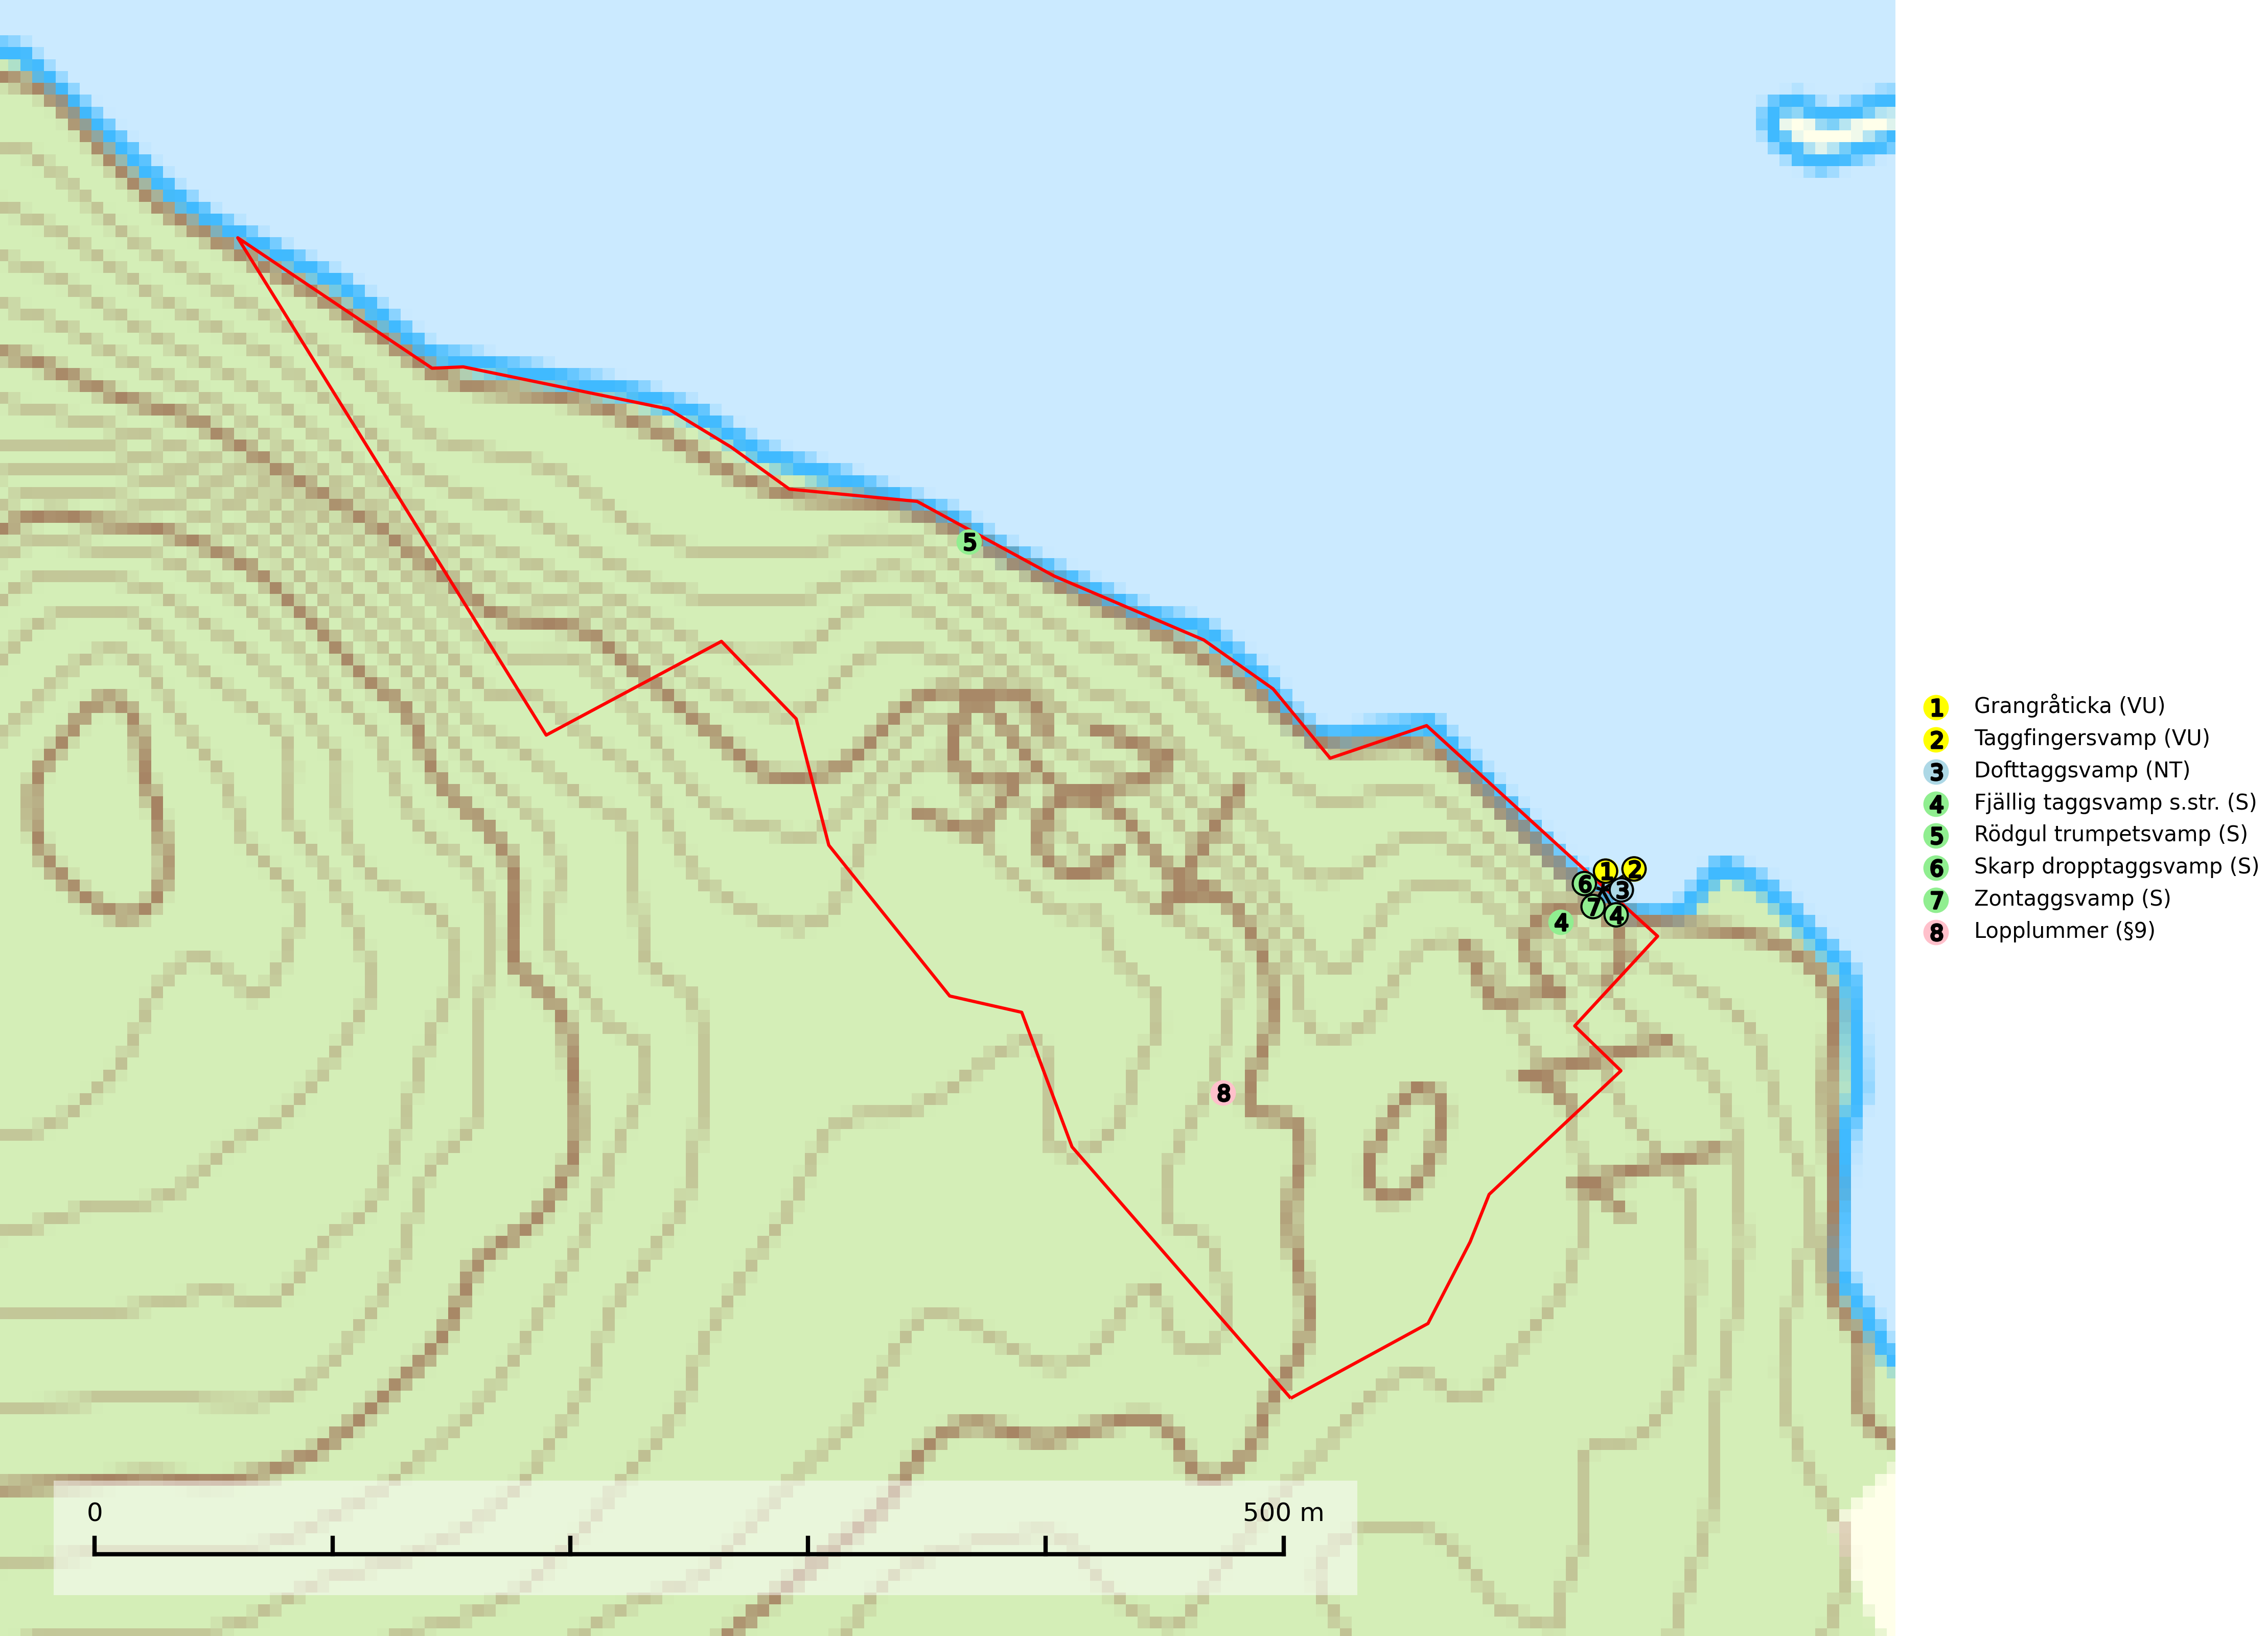 5
1
2
6
3
7
4
4
8
1 Grangråticka (VU)
2 Taggfingersvamp (VU)
3 Dofttaggsvamp (NT)
4 Fjällig taggsvamp s.str. (S)
5 Rödgul trumpetsvamp (S)
6 Skarp dropptaggsvamp (S)
7 Zontaggsvamp (S)
8 Lopplummer (§9)
0 500 m